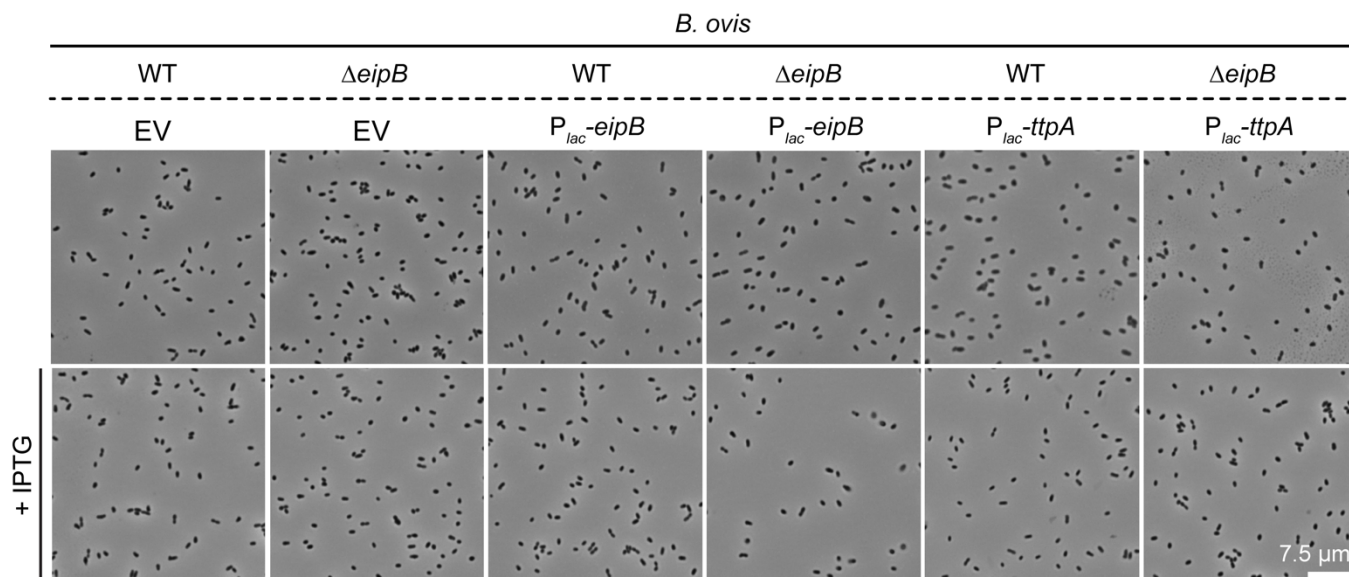 B. ovis
WT ΔeipB WT ΔeipB WT ΔeipB
EV EV Plac-eipB Plac-eipB Plac-ttpA Plac-ttpA
+ IPTG
7.5 µm